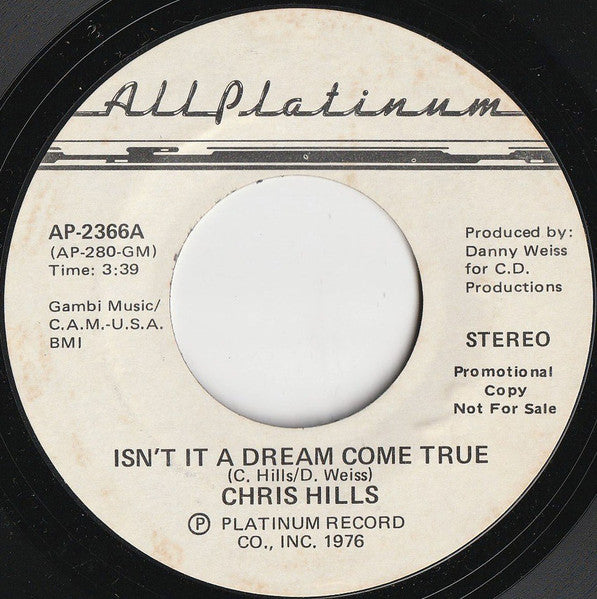 All Platinum
AP-2366A
(AP-280-GM)
Time: 3:39
Gambi Music/
C.A.M.-U.S.A.
BMI
Produced by:
Danny Weiss
for C.D.
Productions
STEREO
Promotional
Copy
Not For Sale
ISN'T IT A DREAM COME TRUE
(C. Hills/D. Weiss)
CHRIS HILLS
Ⓟ PLATINUM RECORD
CO., INC. 1976